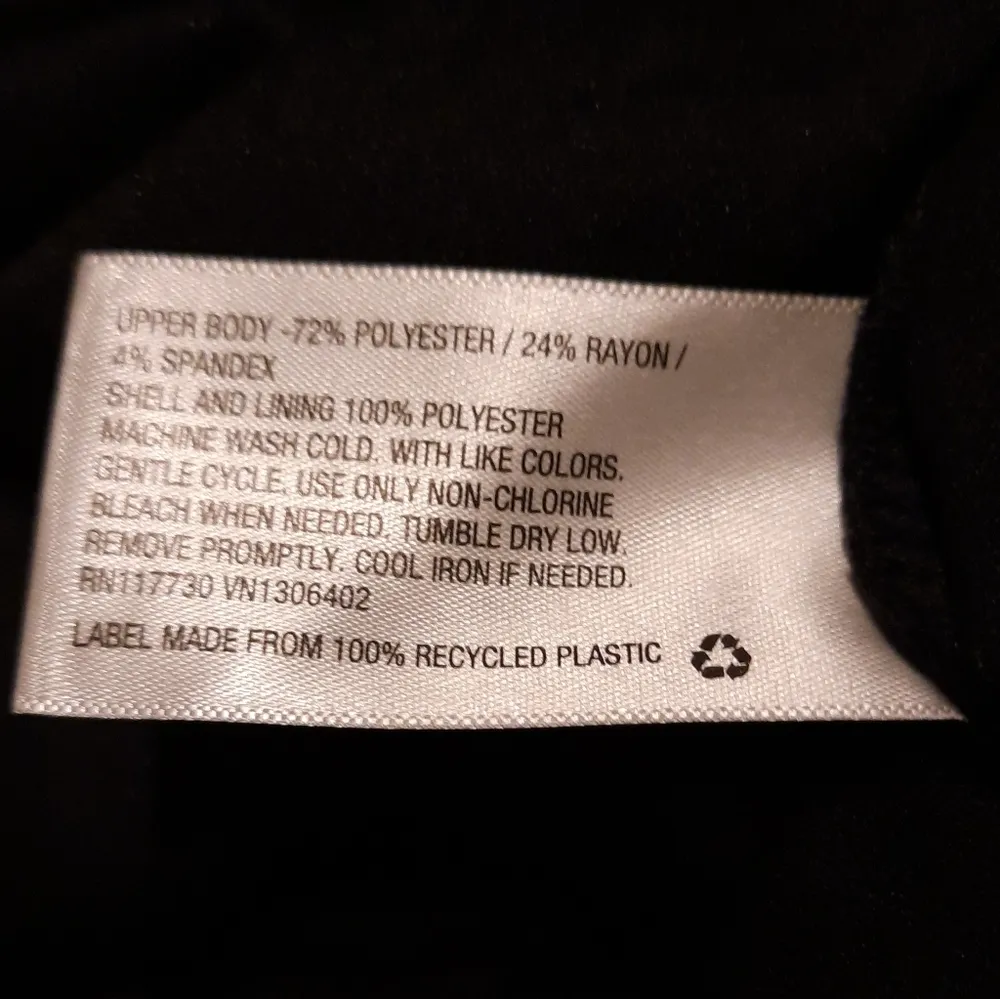 UPPER BODY -72% POLYESTER / 24% RAYON /
4% SPANDEX
SHELL AND LINING 100% POLYESTER
MACHINE WASH COLD. WITH LIKE COLORS.
GENTLE CYCLE. USE ONLY NON-CHLORINE
BLEACH WHEN NEEDED. TUMBLE DRY LOW.
REMOVE PROMPTLY. COOL IRON IF NEEDED.
RN117730 VN1306402
LABEL MADE FROM 100% RECYCLED PLASTIC